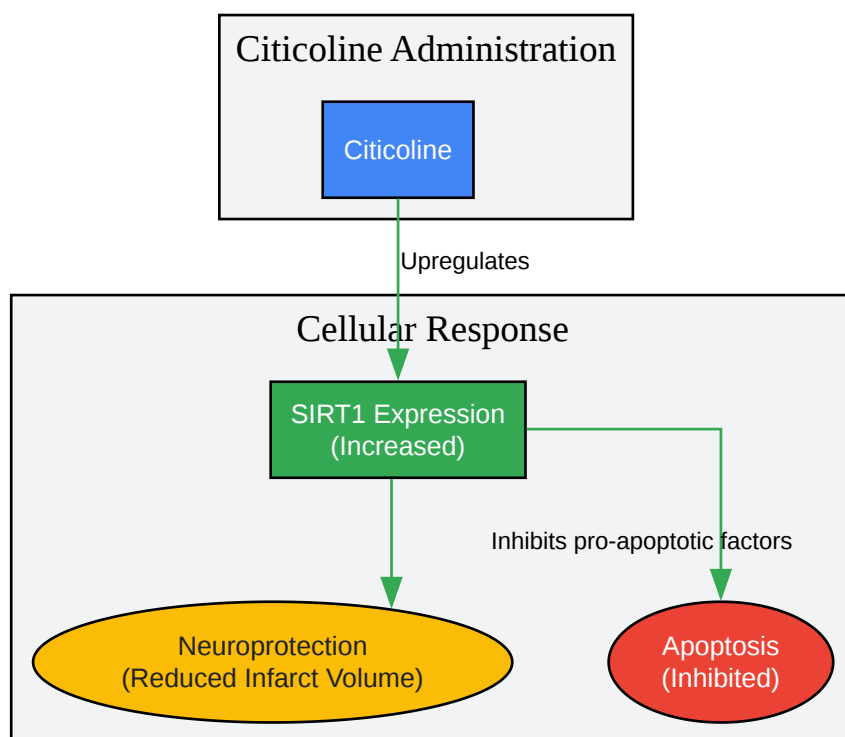 Citicoline Administration
Citicoline
Upregulates
Cellular Response
SIRT1 Expression
(Increased)
Inhibits pro-apoptotic factors
Neuroprotection
(Reduced Infarct Volume)
Apoptosis
(Inhibited)